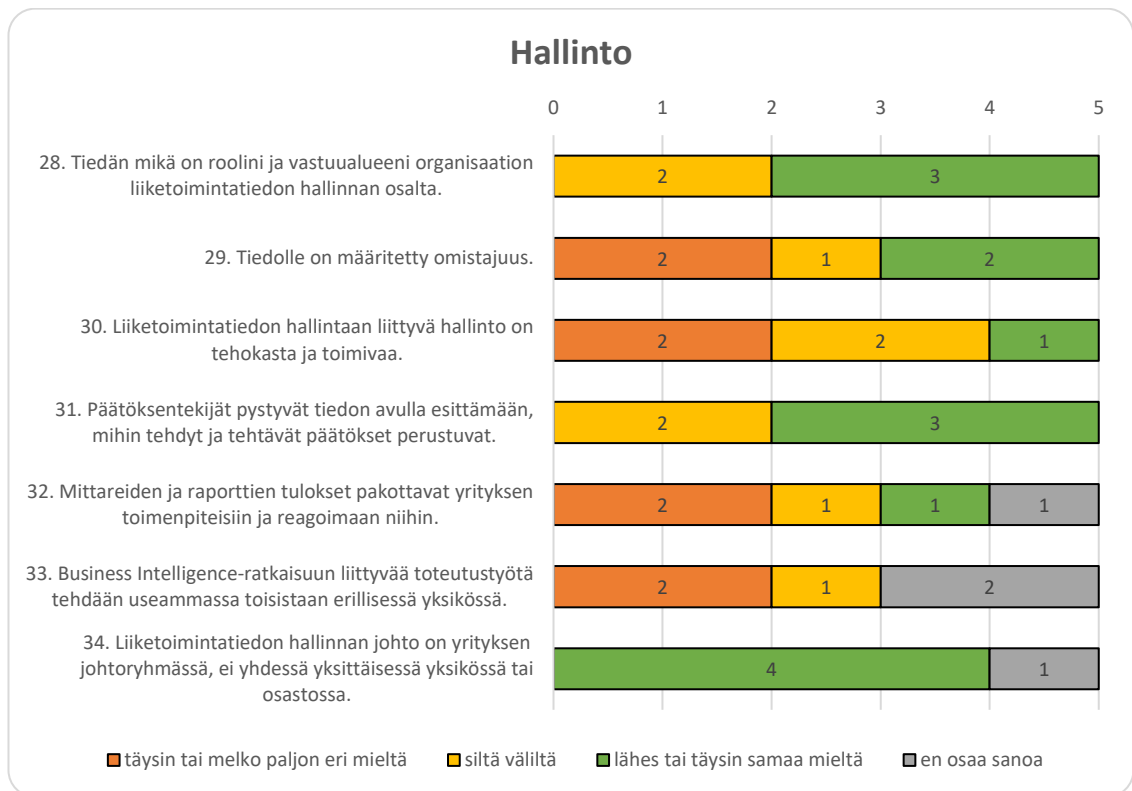 Hallinto
0 1 2 3 4 5
28. Tiedän mikä on roolini ja vastuualueeni organisaation
liiketoimintatiedon hallinnan osalta.
2 3
29. Tiedolle on määritetty omistajuus.
2 1 2
30. Liiketoimintatiedon hallintaan liittyvä hallinto on
tehokasta ja toimivaa.
2 2 1
31. Päätöksentekijät pystyvät tiedon avulla esittämään,
mihin tehdyt ja tehtävät päätökset perustuvat.
2 3
32. Mittareiden ja raporttien tulokset pakottavat yrityksen
toimenpiteisiin ja reagoimaan niihin.
2 1 1 1
33. Business Intelligence-ratkaisuun liittyvää toteutustyötä
tehdään useammassa toisistaan erillisessä yksikössä.
2 1 2
34. Liiketoimintatiedon hallinnan johto on yrityksen
johtoryhmässä, ei yhdessä yksittäisessä yksikössä tai
osastossa.
4 1
täysin tai melko paljon eri mieltä siltä väliltä lähes tai täysin samaa mieltä en osaa sanoa